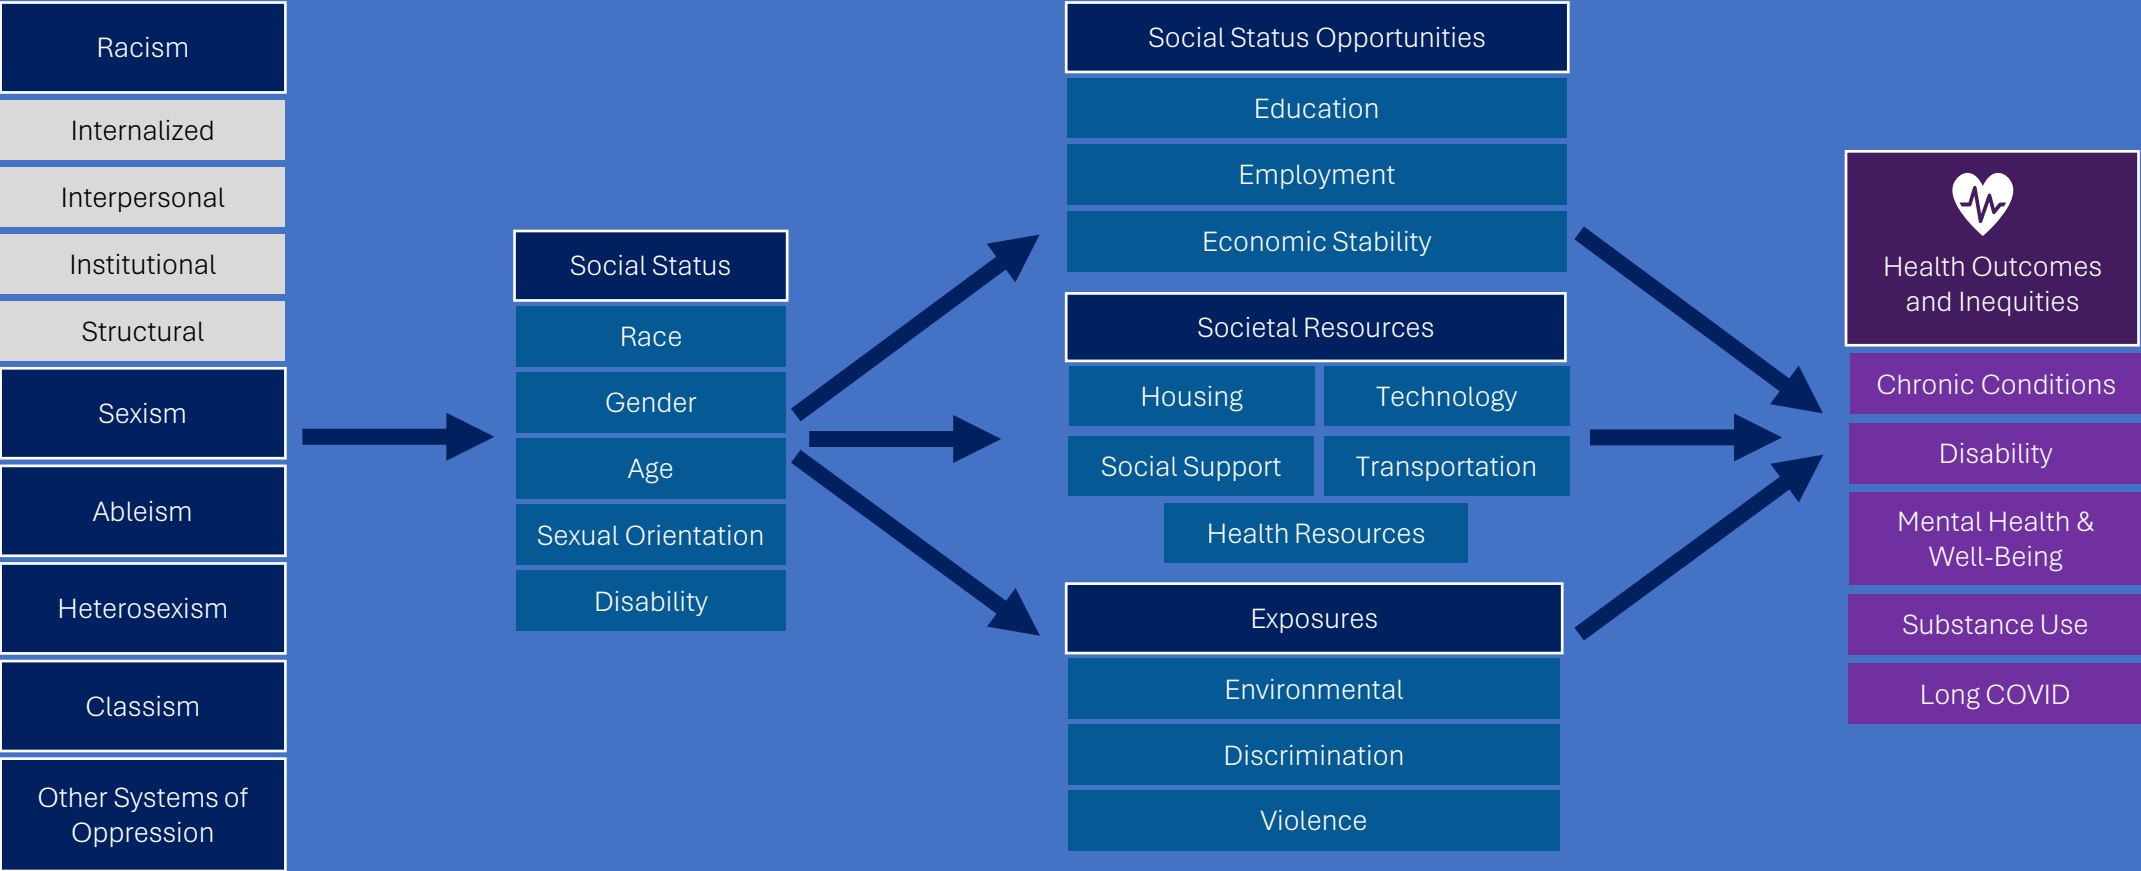 Racism
Internalized
Interpersonal
Institutional
Structural
Sexism
Ableism
Heterosexism
Classism
Other Systems of
Oppression
Social Status
Race
Gender
Age
Sexual Orientation
Disability
Social Status Opportunities
Education
Employment
Economic Stability
Societal Resources
Housing
Technology
Social Support
Transportation
Health Resources
Exposures
Environmental
Discrimination
Violence
Health Outcomes
and Inequities
Chronic Conditions
Disability
Mental Health &
Well-Being
Substance Use
Long COVID